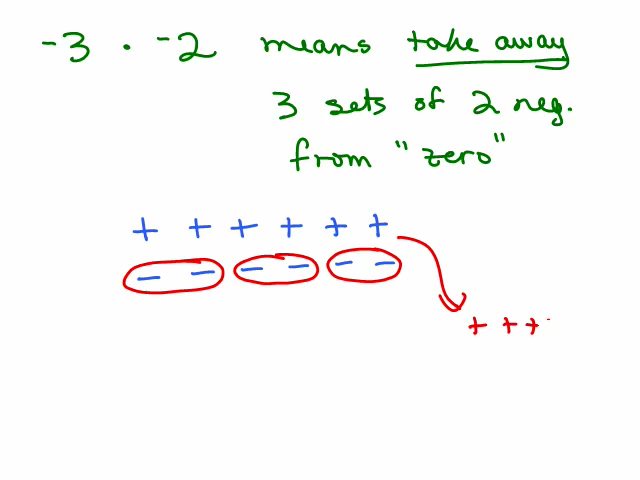 -3 · -2 means take away
3 sets of 2 neg.
from "zero"
+ + + + + +
- - - - - -
+ + +